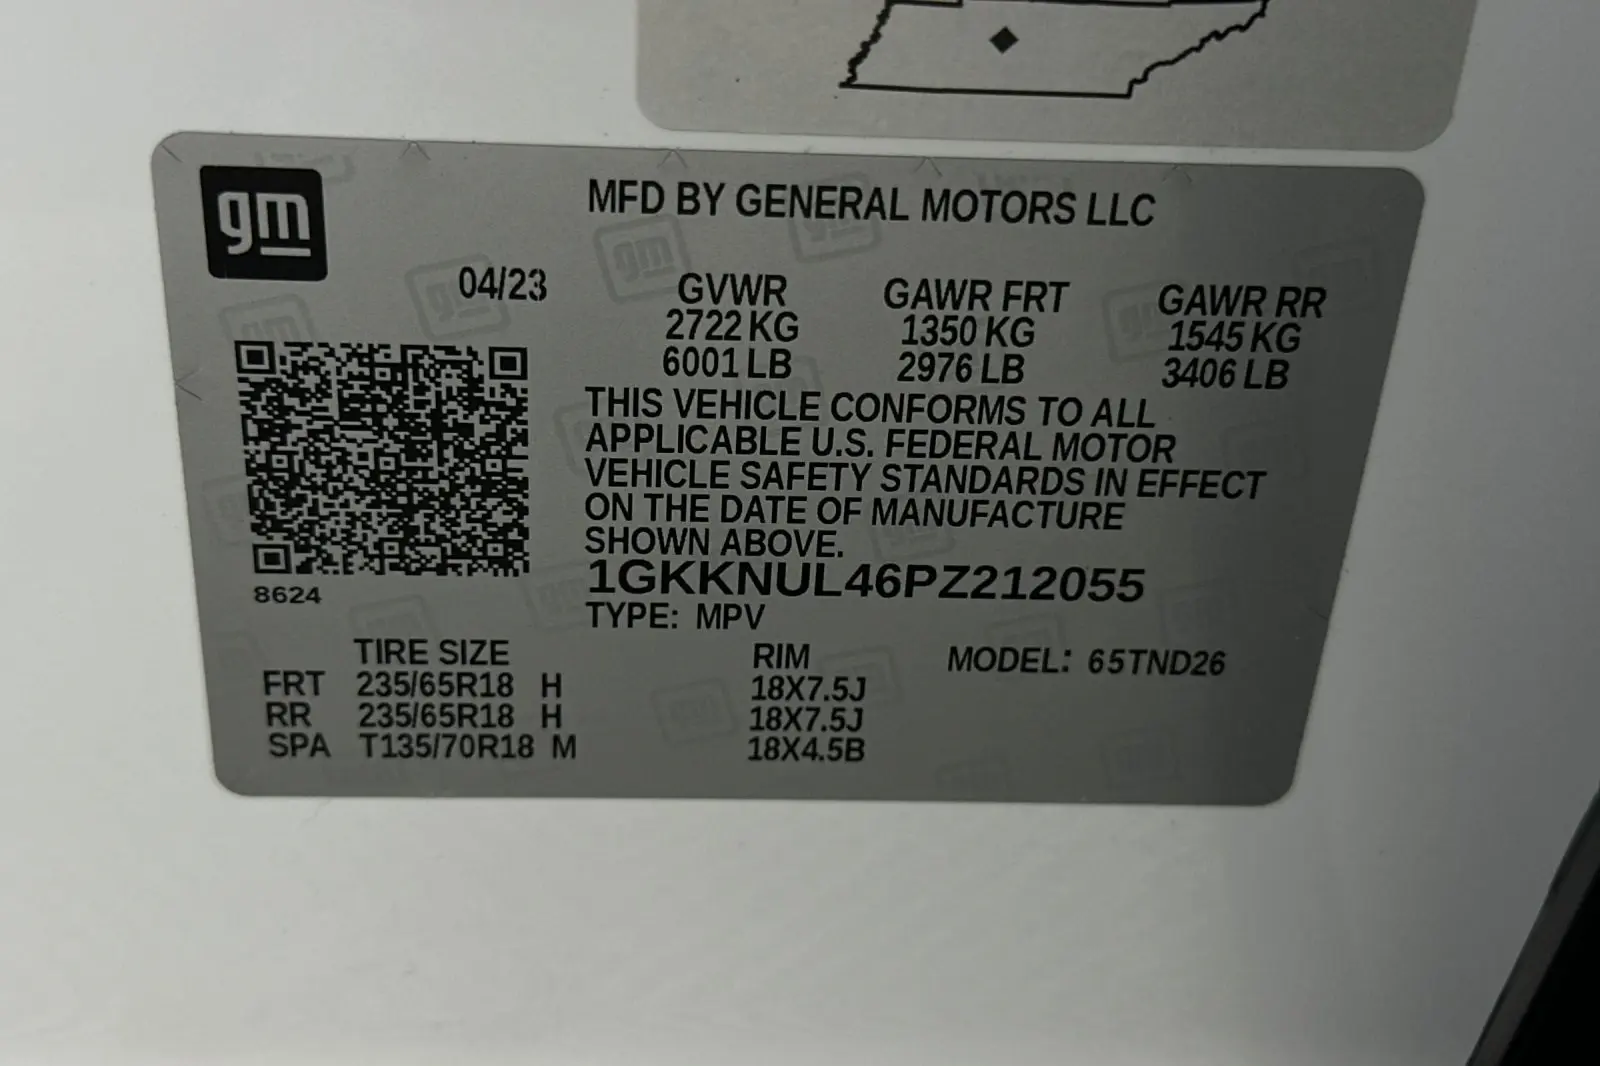 gm
MFD BY GENERAL MOTORS LLC
04/23
GVWR GAWR FRT GAWR RR
2722 KG 1350 KG 1545 KG
6001 LB 2976 LB 3406 LB
THIS VEHICLE CONFORMS TO ALL
APPLICABLE U.S. FEDERAL MOTOR
VEHICLE SAFETY STANDARDS IN EFFECT
ON THE DATE OF MANUFACTURE
SHOWN ABOVE.
8624
1GKKNUL46PZ212055
TYPE: MPV
TIRE SIZE RIM MODEL: 65TND26
FRT 235/65R18 H 18X7.5J
RR 235/65R18 H 18X7.5J
SPA T135/70R18 M 18X4.5B